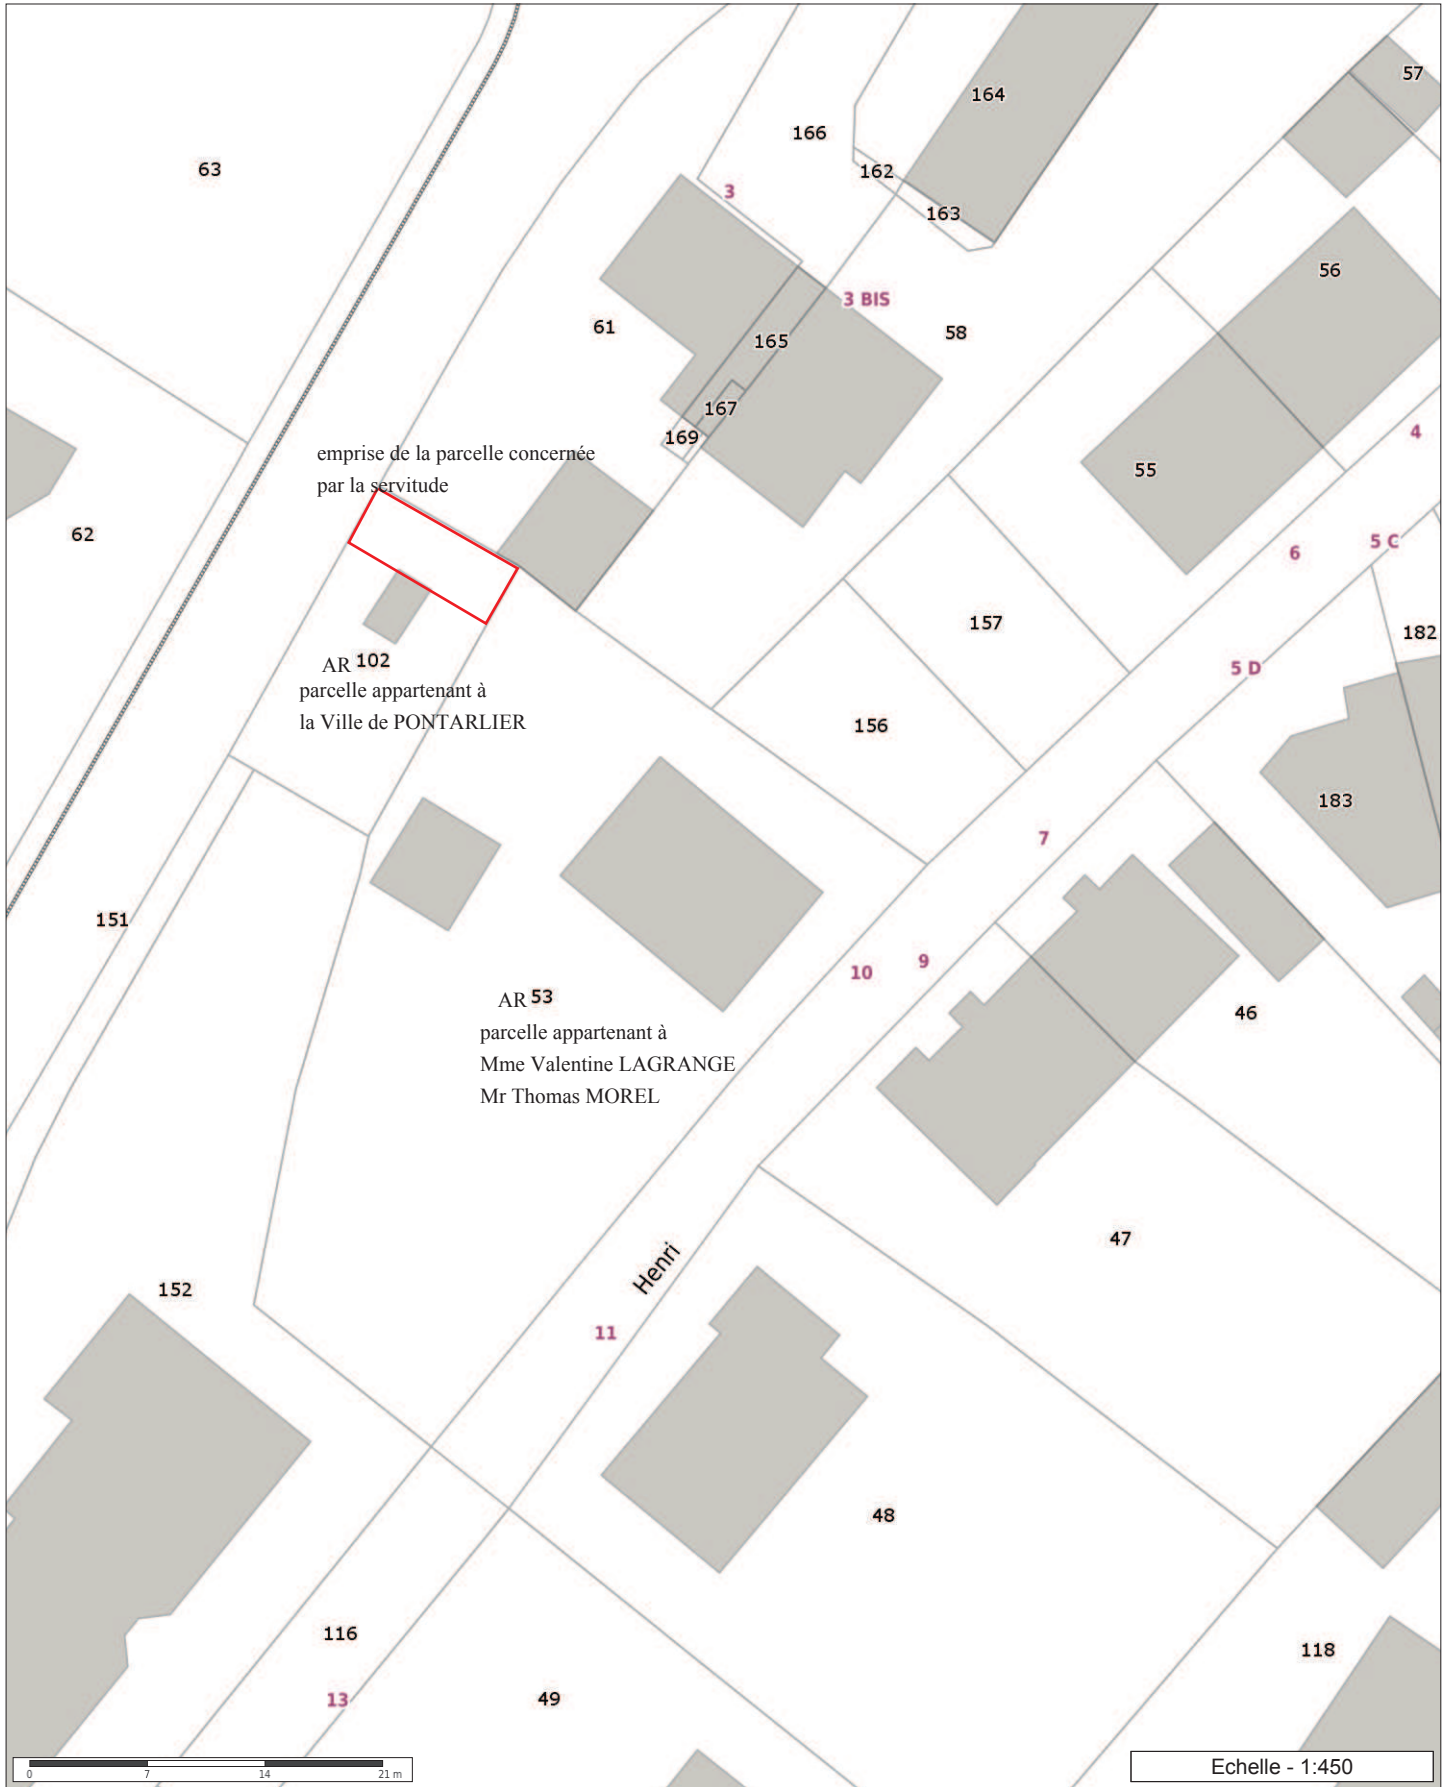 57
164
166
63
162
3
163
56
3 BIS
61
58
165
167
4
169
emprise de la parcelle concernée
par la servitude
55
62
5 C
6
157
182
AR 102
5 D
parcelle appartenant à
la Ville de PONTARLIER
156
183
7
151
9
10
AR 53
46
parcelle appartenant à
Mme Valentine LAGRANGE
Mr Thomas MOREL
47
Henri
152
11
48
116
118
13
49
0 7 14 21 m
Echelle - 1:450